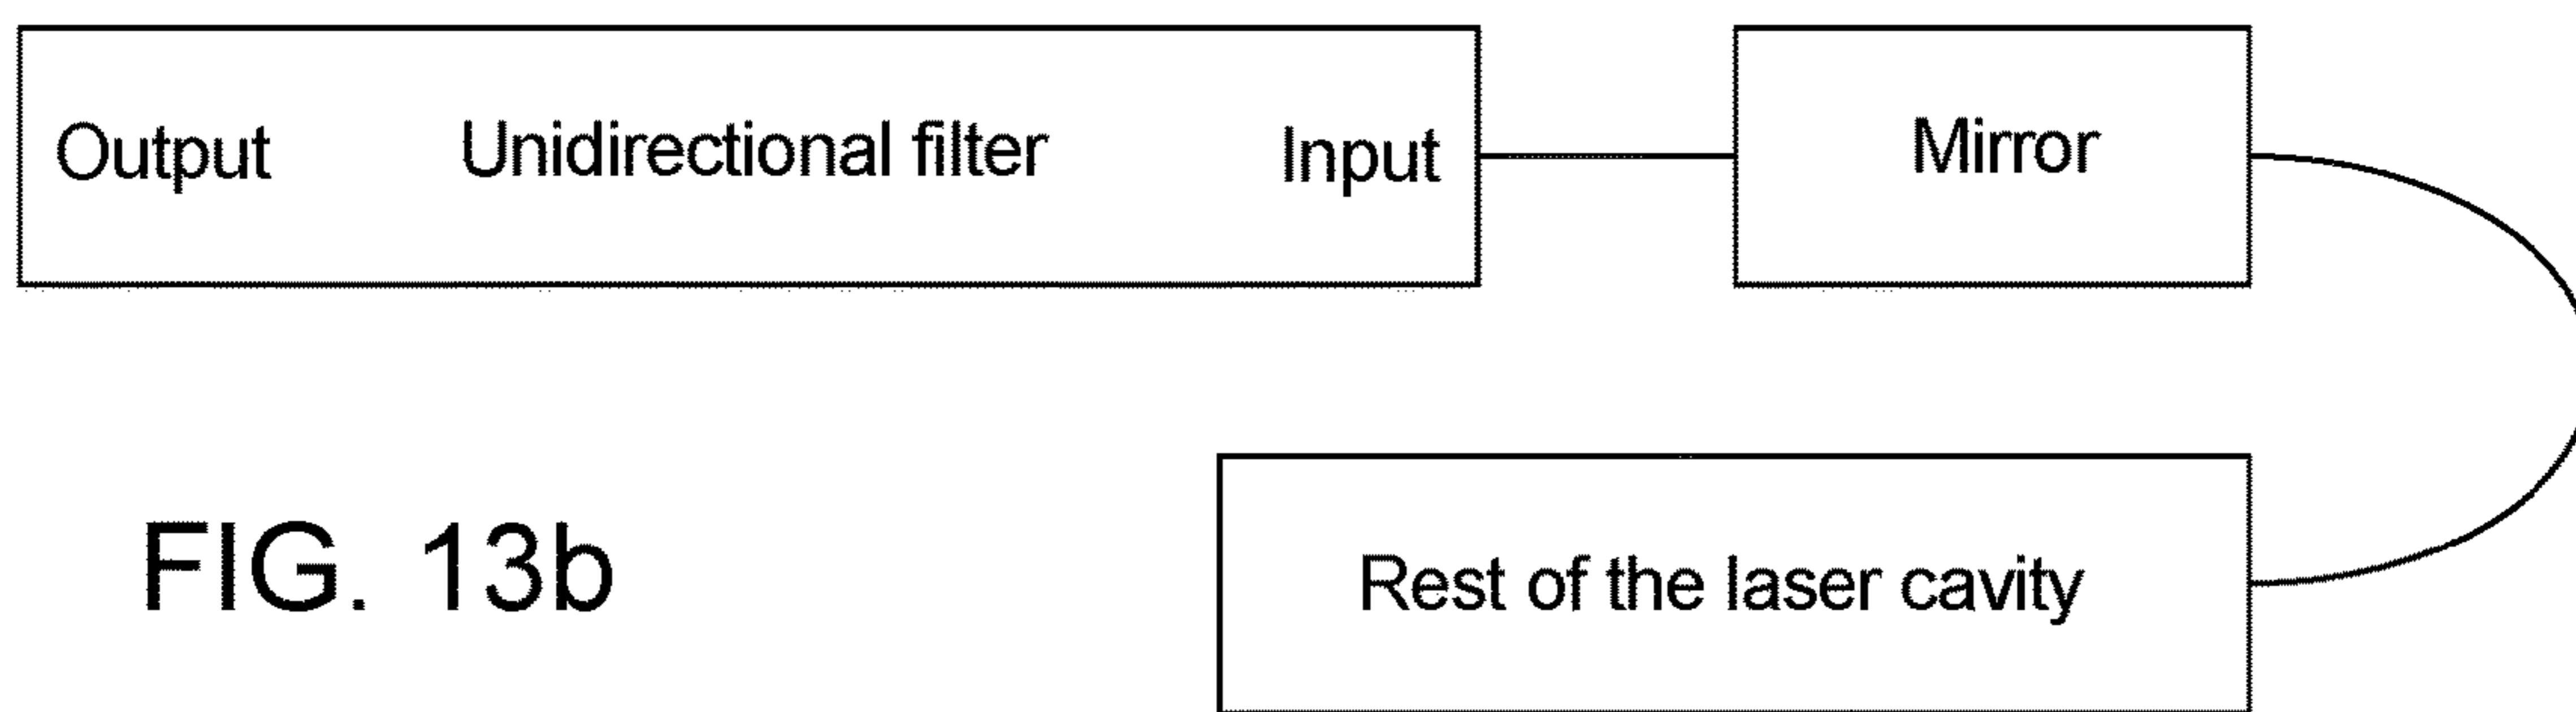 Output Unidirectional filter Input Mirror
Rest of the laser cavity
FIG. 13b